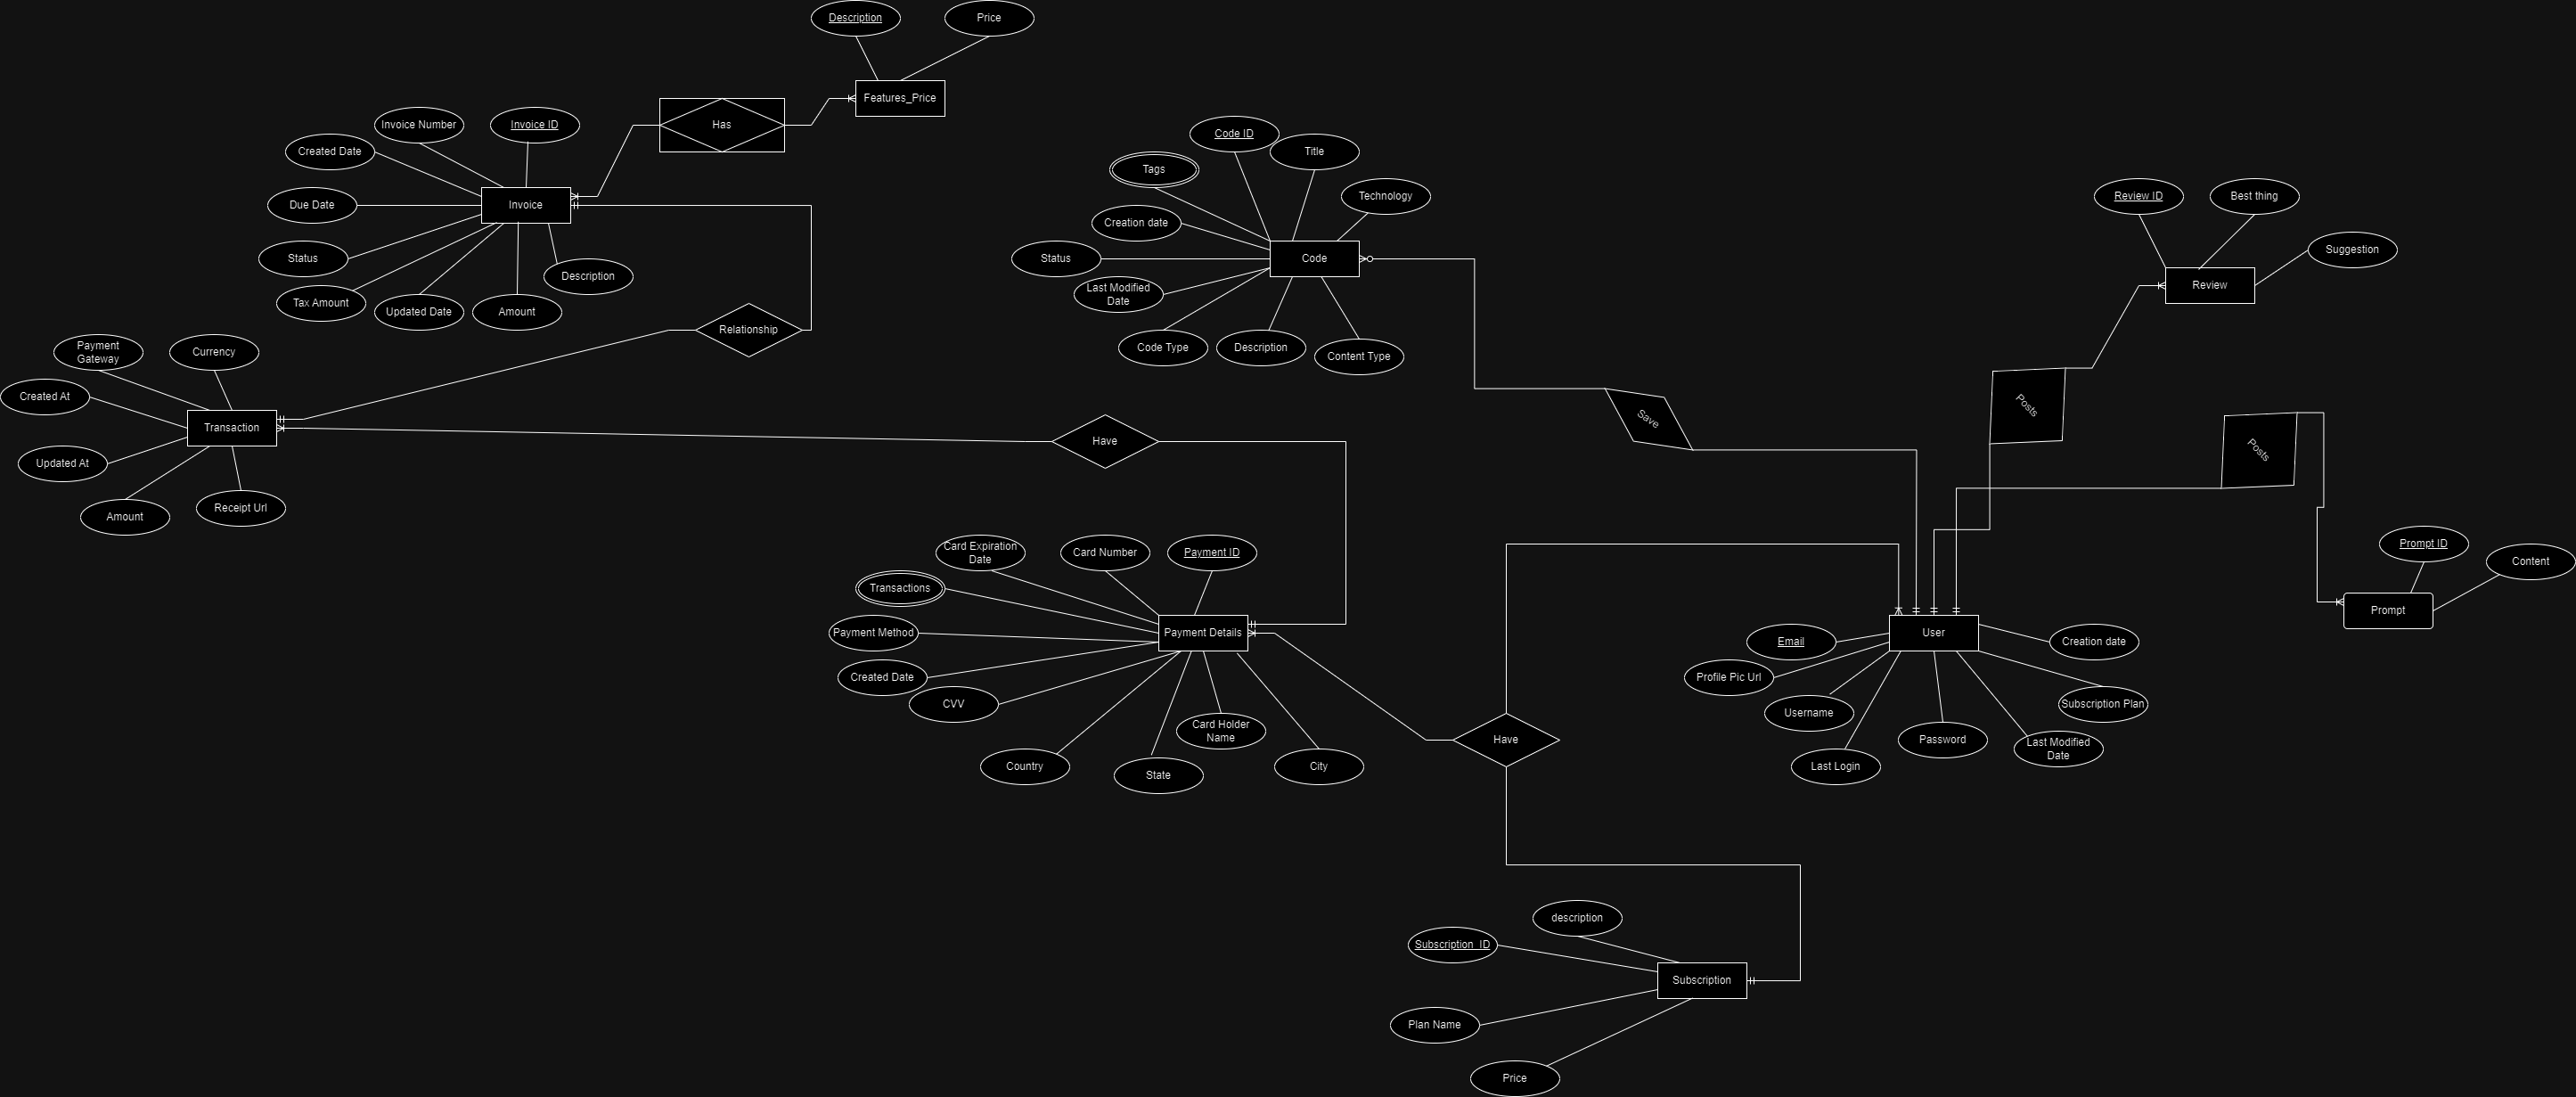 Description
Price
Features_Price
Invoice Number
Invoice ID
Has
Created Date
Due Date
Invoice
Status
Tax Amount
Updated Date
Amount
Description
Relationship
Code ID
Title
Tags
Technology
Creation date
Status
Code
Last Modified
Date
Code Type
Description
Content Type
Review ID
Best thing
Suggestion
Review
Payment
Gateway
Currency
Created At
Transaction
Updated At
Amount
Receipt Url
Have
Save
Posts
Posts
Prompt ID
Content
Prompt
Card Expiration
Date
Card Number
Payment ID
Transactions
Payment Method
Payment Details
Created Date
CVV
Card Holder
Name
Country
State
City
Have
User
Email
Creation date
Profile Pic Url
Username
Subscription Plan
Password
Last Modified
Date
Last Login
description
Subscription_ID
Subscription
Plan Name
Price